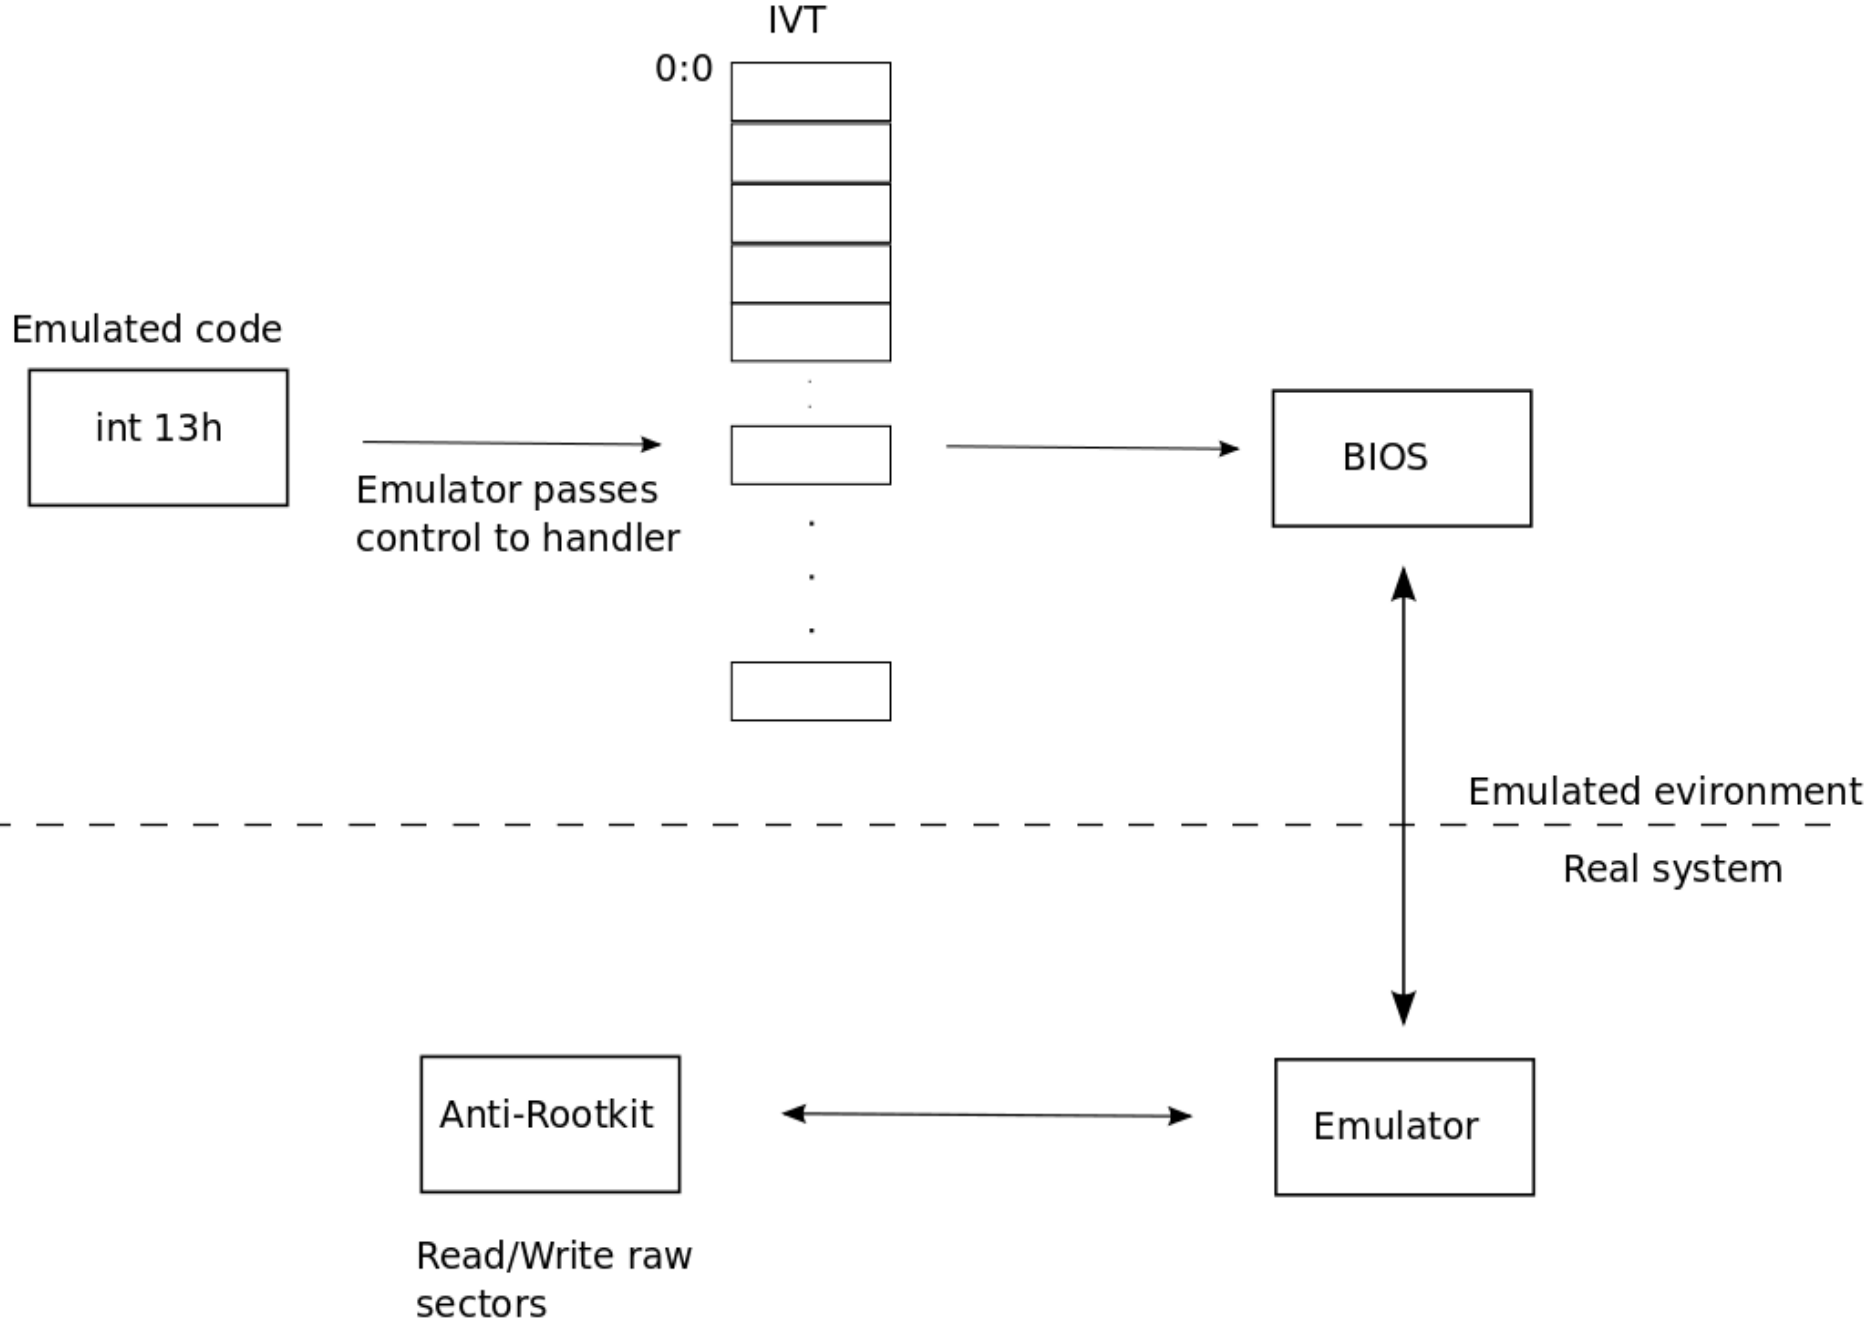 IVT
0:0
Emulated code
int 13h
Emulator passes
control to handler
BIOS
Emulated evironment
Real system
Anti-Rootkit
Emulator
Read/Write raw
sectors